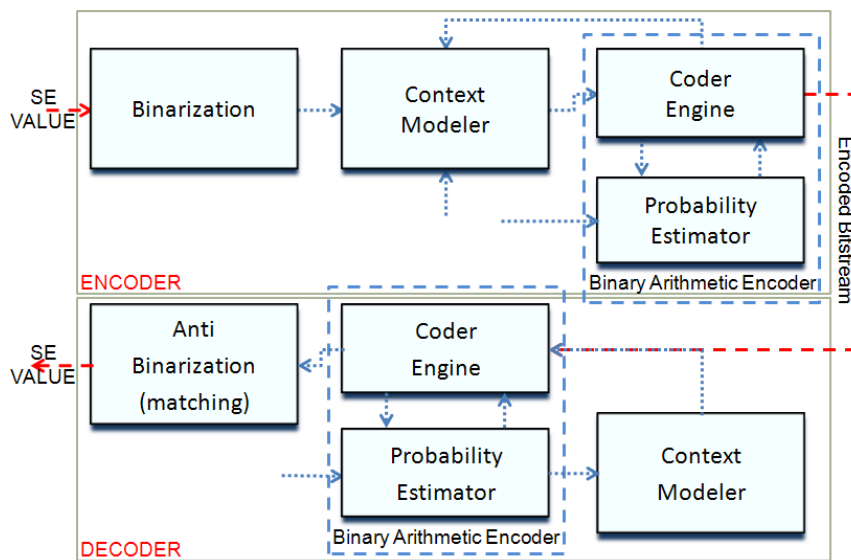 SE
VALUE
Binarization
Context
Modeler
Coder
Engine
Probability
Estimator
Encoded Bitstream
ENCODER
Binary Arithmetic Encoder
SE
VALUE
Anti
Binarization
(matching)
Coder
Engine
Probability
Estimator
Context
Modeler
Binary Arithmetic Encoder
DECODER